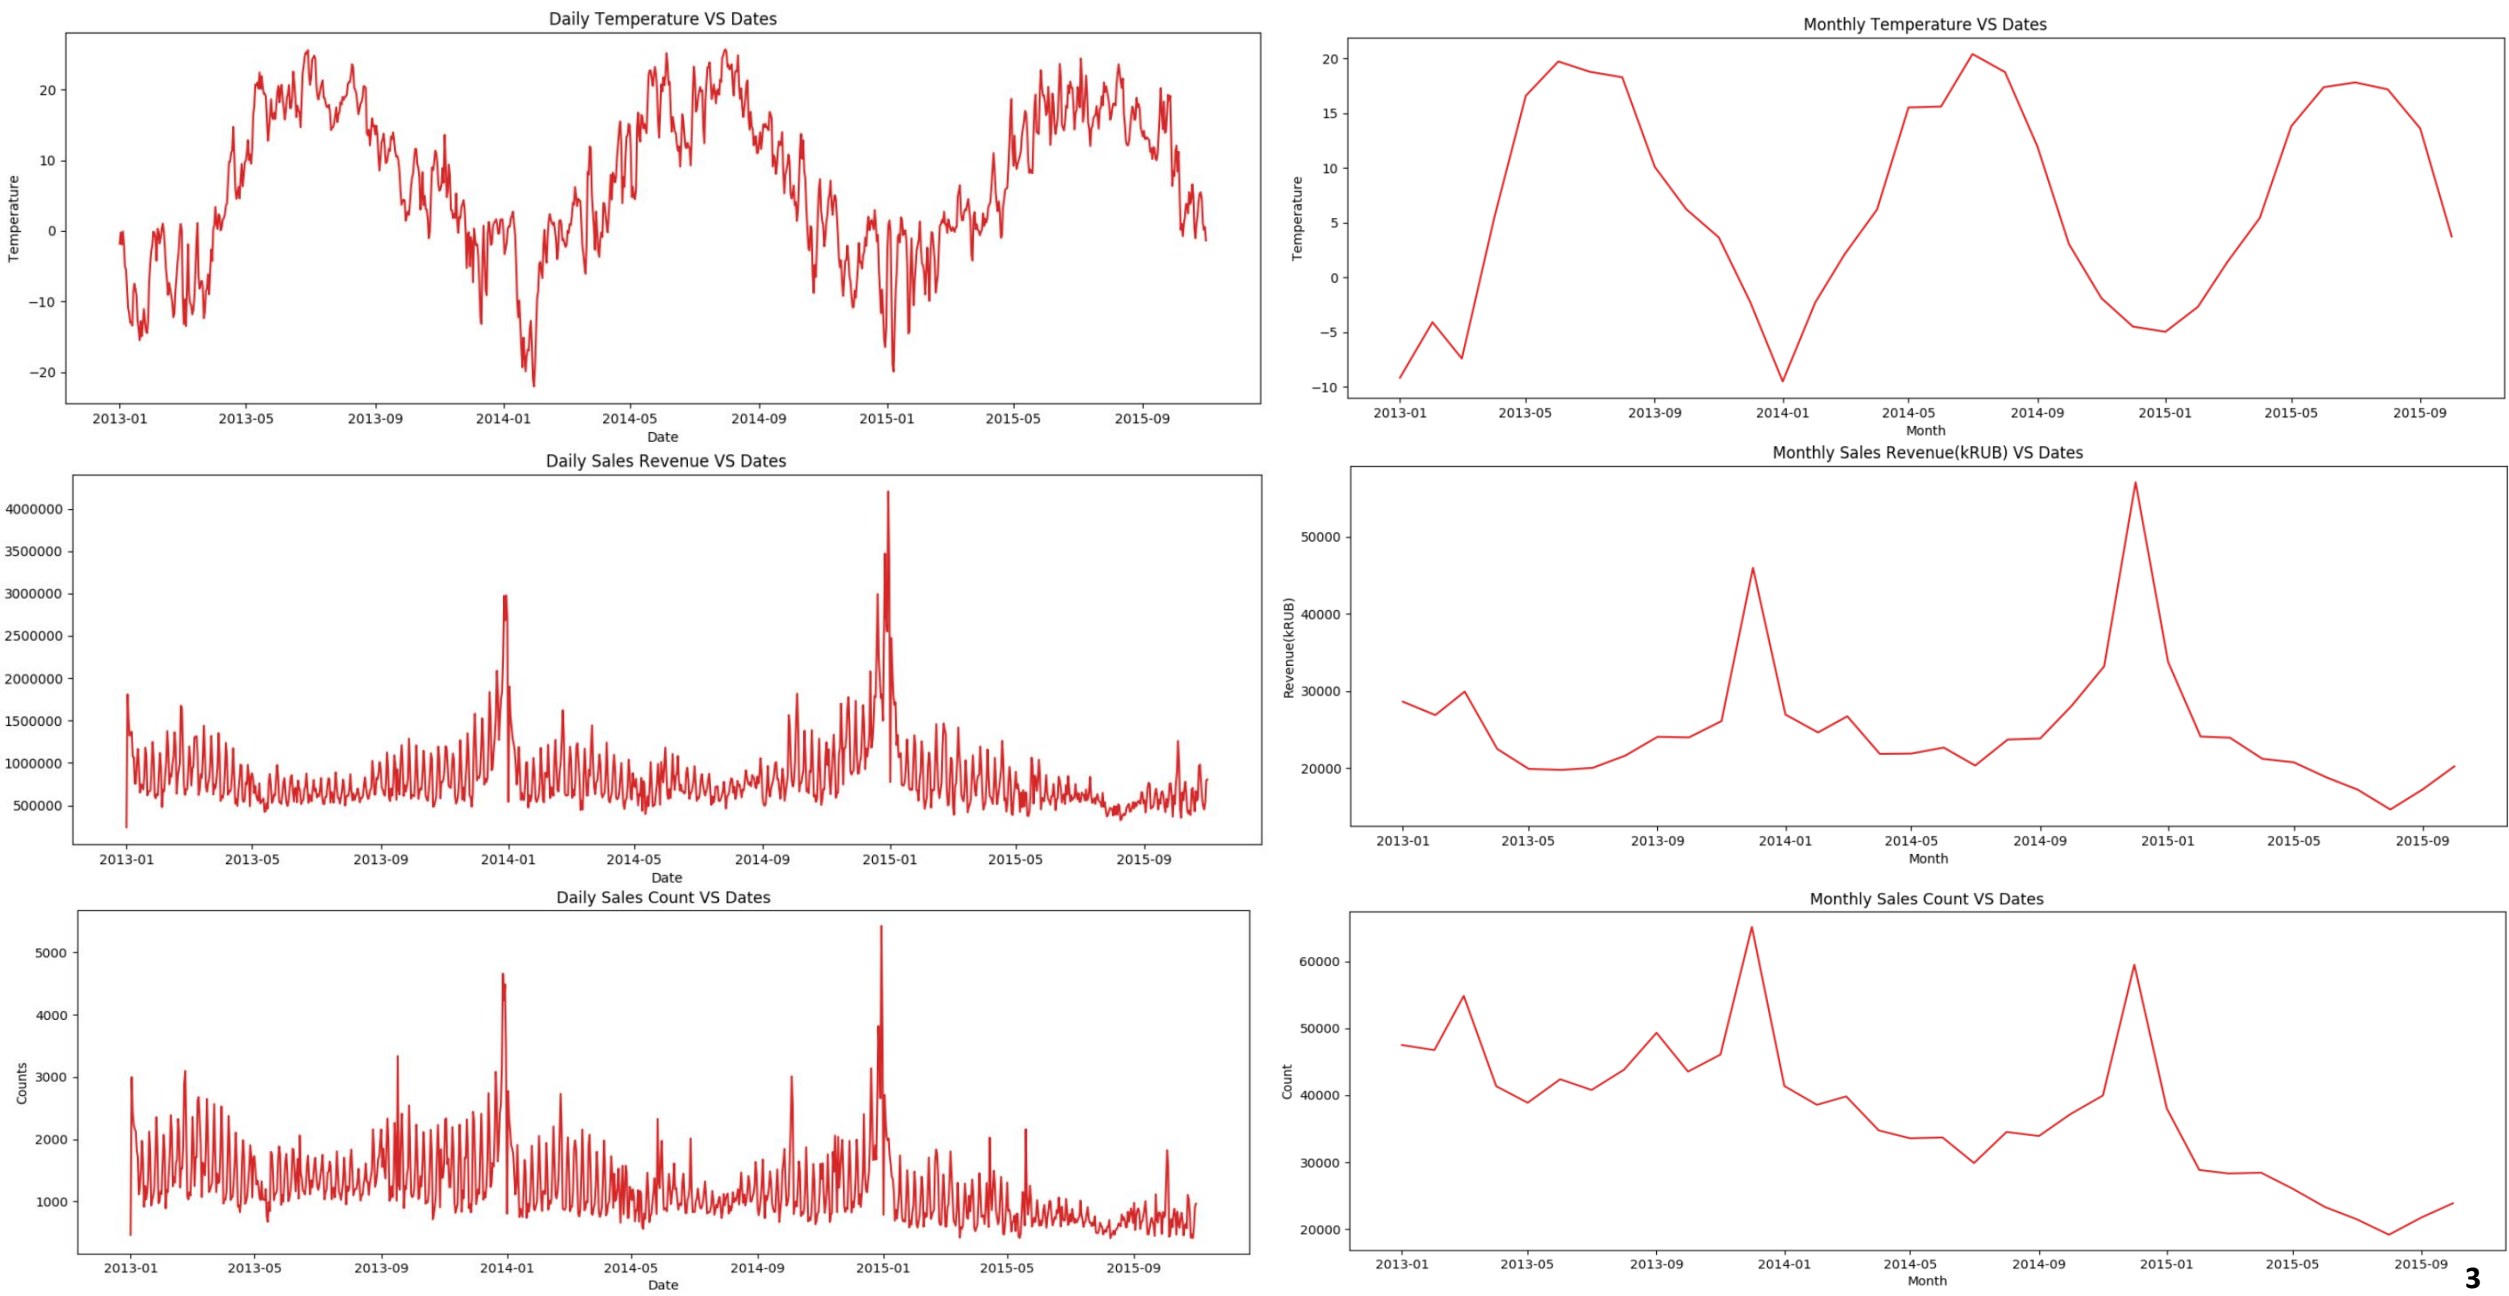 Daily Temperature VS Dates
Temperature
20
10
0
−10
−20
2013-01 2013-05 2013-09 2014-01 2014-05 2014-09 2015-01 2015-05 2015-09
Date
Monthly Temperature VS Dates
Temperature
20
15
10
5
0
−5
−10
2013-01 2013-05 2013-09 2014-01 2014-05 2014-09 2015-01 2015-05 2015-09
Month
Daily Sales Revenue VS Dates
4000000
3500000
3000000
2500000
2000000
1500000
1000000
500000
2013-01 2013-05 2013-09 2014-01 2014-05 2014-09 2015-01 2015-05 2015-09
Date
Monthly Sales Revenue(kRUB) VS Dates
Revenue(kRUB)
50000
40000
30000
20000
2013-01 2013-05 2013-09 2014-01 2014-05 2014-09 2015-01 2015-05 2015-09
Month
Daily Sales Count VS Dates
Counts
5000
4000
3000
2000
1000
2013-01 2013-05 2013-09 2014-01 2014-05 2014-09 2015-01 2015-05 2015-09
Date
Monthly Sales Count VS Dates
Count
60000
50000
40000
30000
20000
2013-01 2013-05 2013-09 2014-01 2014-05 2014-09 2015-01 2015-05 2015-09
Month
3